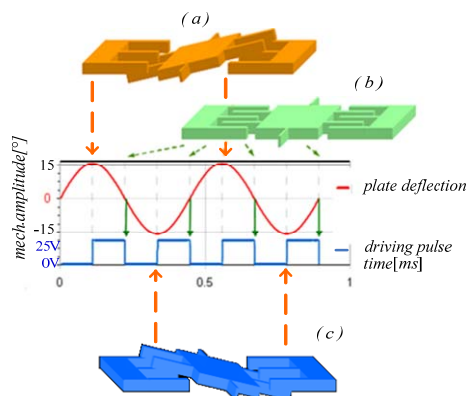 ( a )
( b )
mech.amplitude[°]
15
0
-15
25V
0V
0
0.5
1
plate deflection
driving pulse
time[ms]
( c )